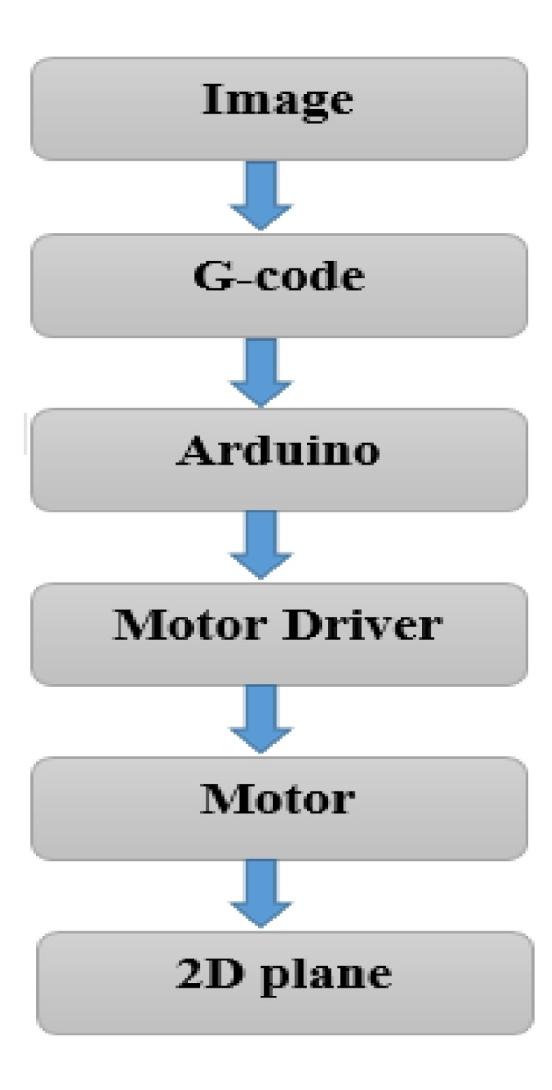 Image
G-code
Arduino
Motor Driver
Motor
2D plane